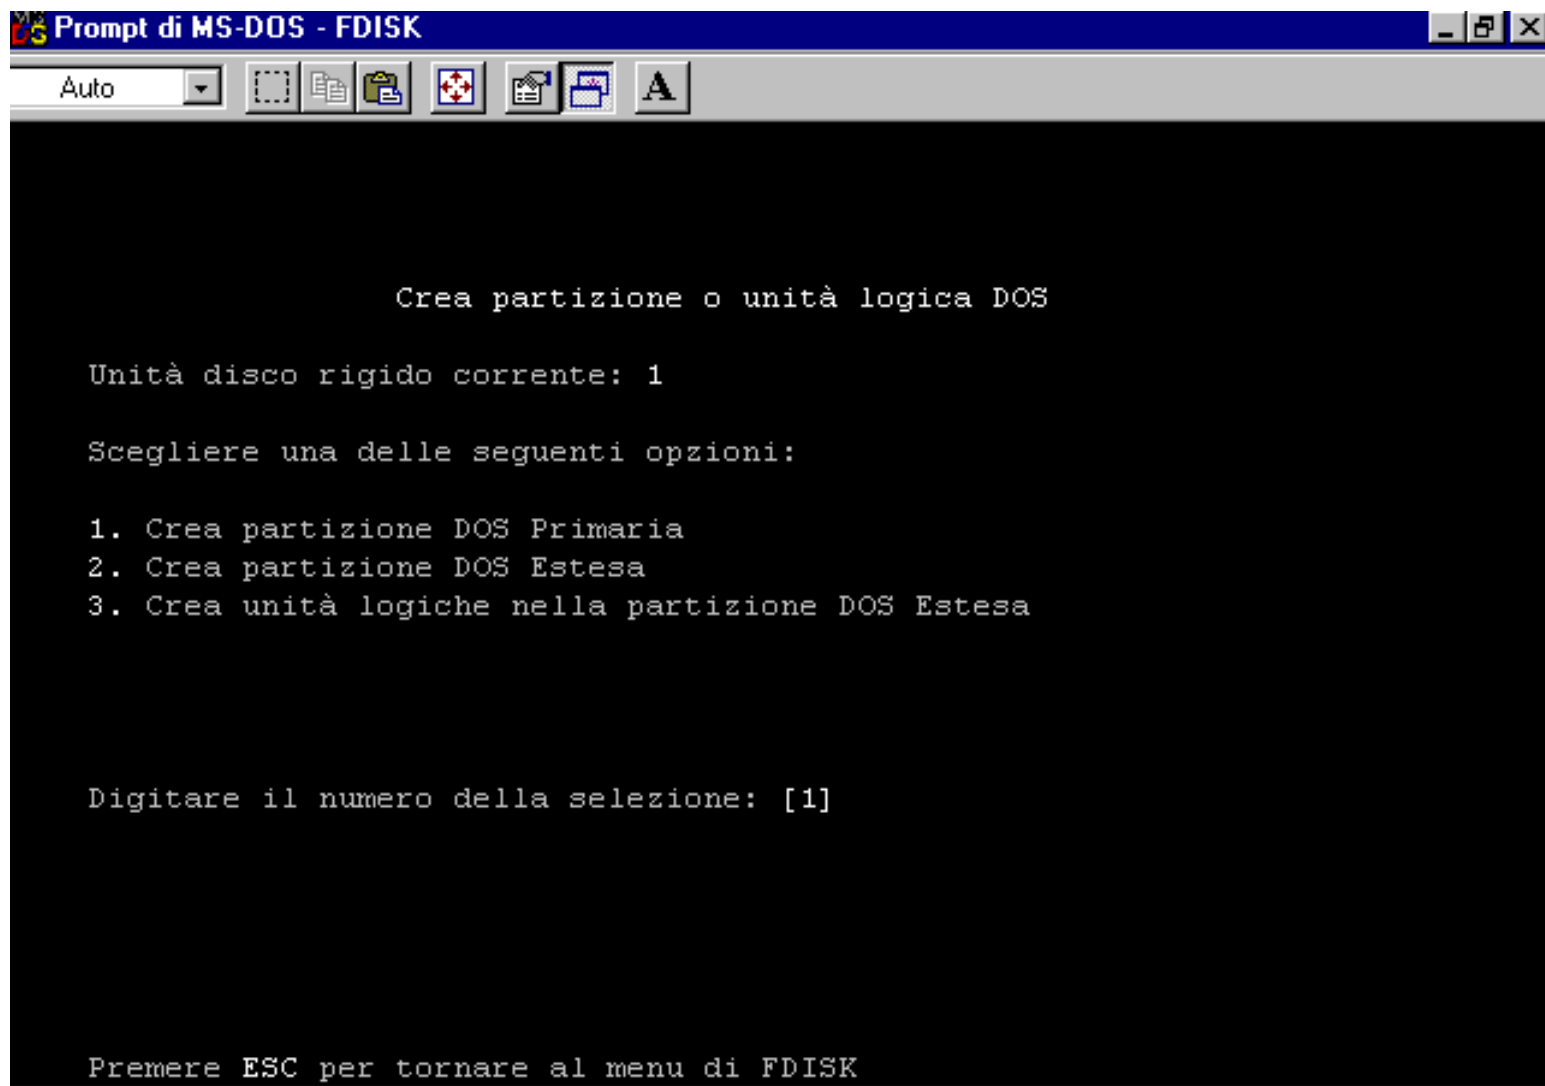 Prompt di MS-DOS - FDISK
Auto
A
Crea partizione o unità logica DOS
Unità disco rigido corrente: 1
Scegliere una delle seguenti opzioni:
1. Crea partizione DOS Primaria
2. Crea partizione DOS Estesa
3. Crea unità logiche nella partizione DOS Estesa
Digitare il numero della selezione: [1]
Premere ESC per tornare al menu di FDISK